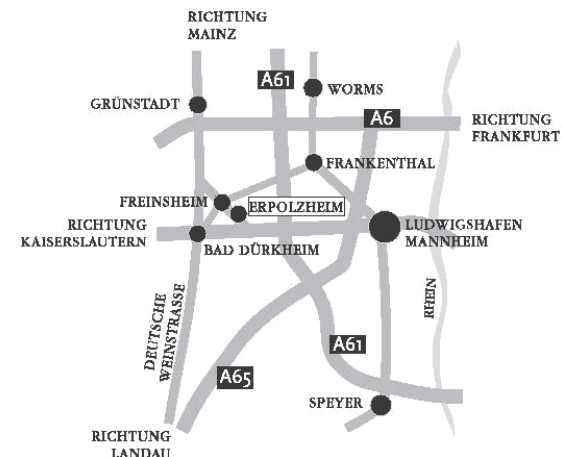 RICHTUNG
MAINZ
A61
WORMS
GRÜNSTADT
A6
RICHTUNG
FRANKFURT
FRANKENTHAL
FREINSHEIM
ERPOLZHEIM
RICHTUNG
KAISERSLAUTERN
LUDWIGSHAFEN
MANNHEIM
BAD DÜRKHEIM
DEUTSCHE
WEINSTRASSE
RHEIN
A61
A65
SPEYER
RICHTUNG
LANDAU